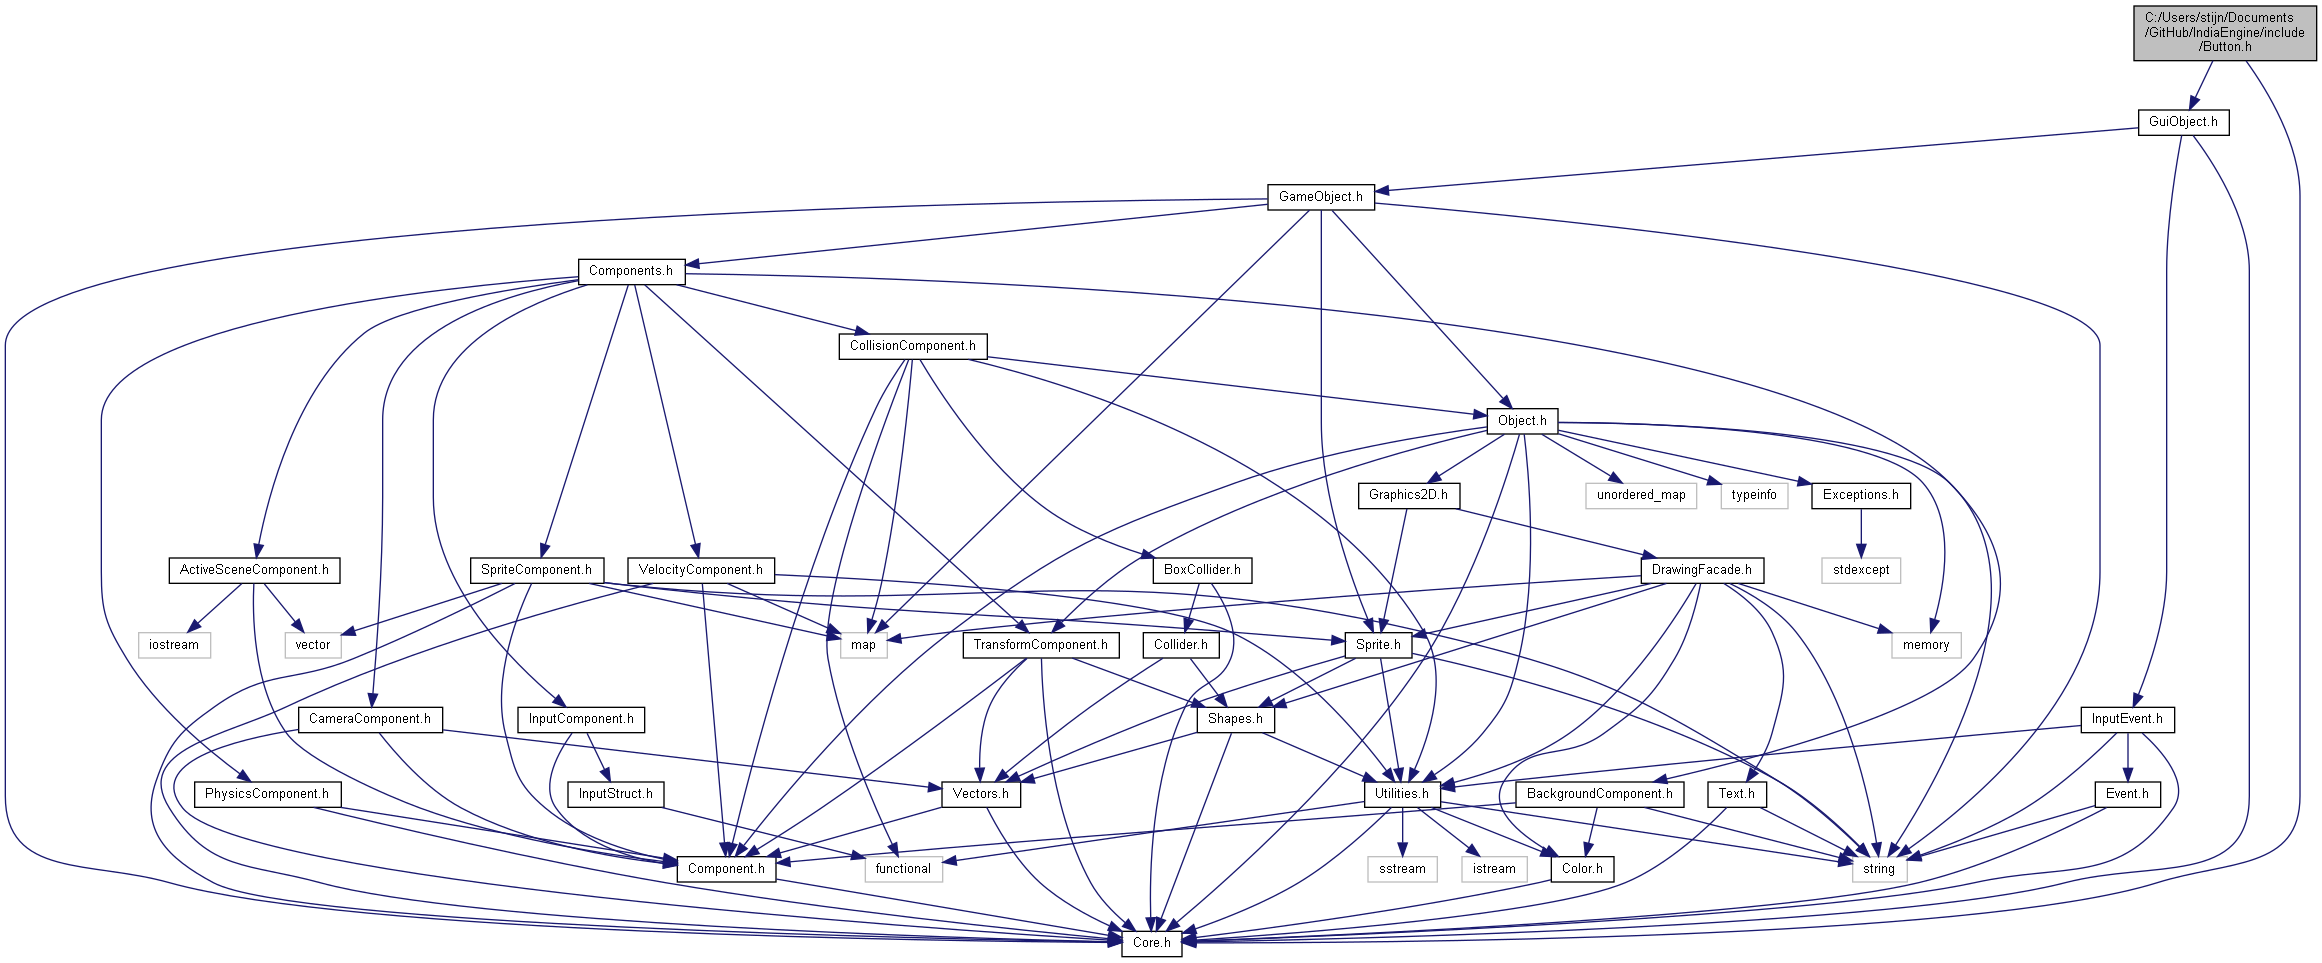 C:/Users/stijn/Documents
/GitHub/IndiaEngine/include
/Button.h
GuiObject.h
GameObject.h
Components.h
CollisionComponent.h
Object.h
Graphics2D.h
unordered_map
typeinfo
Exceptions.h
ActiveSceneComponent.h
SpriteComponent.h
VelocityComponent.h
BoxCollider.h
DrawingFacade.h
stdexcept
iostream
vector
map
TransformComponent.h
Collider.h
Sprite.h
memory
CameraComponent.h
InputComponent.h
Shapes.h
InputEvent.h
PhysicsComponent.h
InputStruct.h
Vectors.h
Utilities.h
BackgroundComponent.h
Text.h
Event.h
Component.h
functional
sstream
istream
Color.h
string
Core.h